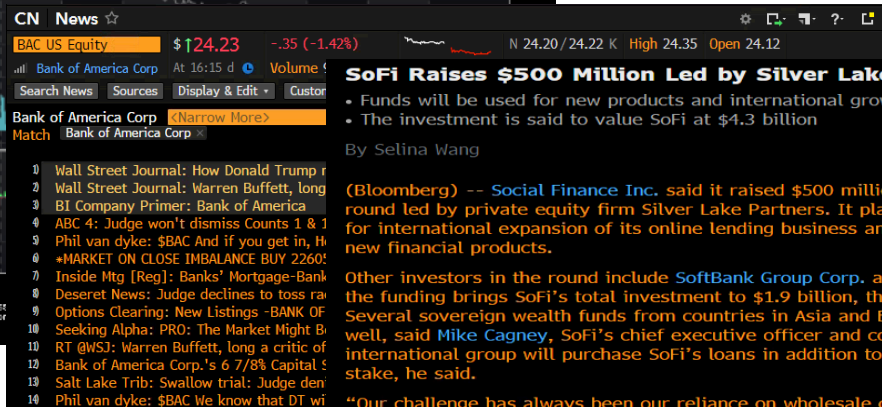 CN News
BAC US Equity $ ↑24.23 -.35 (-1.42%) N 24.20/24.22 K High 24.35 Open 24.12
Bank of America Corp At 16:15 d Volume
Search News Sources Display & Edit
Bank of America Corp <Narrow More>
Match Bank of America Corp ×
1) Wall Street Journal: How Donald Trump
2) Wall Street Journal: Warren Buffett, long
3) BI Company Primer: Bank of America
4) ABC 4: Judge won't dismiss Counts 1 & 1
5) Phil van dyke: $BAC And if you get in,
6) *MARKET ON CLOSE IMBALANCE BUY 22605
7) Inside Mtg [Reg]: Banks' Mortgage-Bank
8) Deseret News: Judge declines to toss
9) Options Clearing: New Listings -BANK OF
10) Seeking Alpha: PRO: The Market Might
11) RT @WSJ: Warren Buffett, long a critic of
12) Bank of America Corp.'s 6 7/8% Capital
13) Salt Lake Trib: Swallow trial: Judge
14) Phil van dyke: $BAC We know that DT
SoFi Raises $500 Million Led by Silver
• Funds will be used for new products and international
• The investment is said to value SoFi at $4.3 billion
By Selina Wang
(Bloomberg) -- Social Finance Inc. said it raised $500
round led by private equity firm Silver Lake Partners. It
for international expansion of its online lending business
new financial products.
Other investors in the round include SoftBank Group Corp.
the funding brings SoFi's total investment to $1.9 billion,
Several sovereign wealth funds from countries in Asia and
well, said Mike Cagney, SoFi's chief executive officer and
international group will purchase SoFi's loans in addition to
stake, he said.
"Our challenge has always been our reliance on wholesale